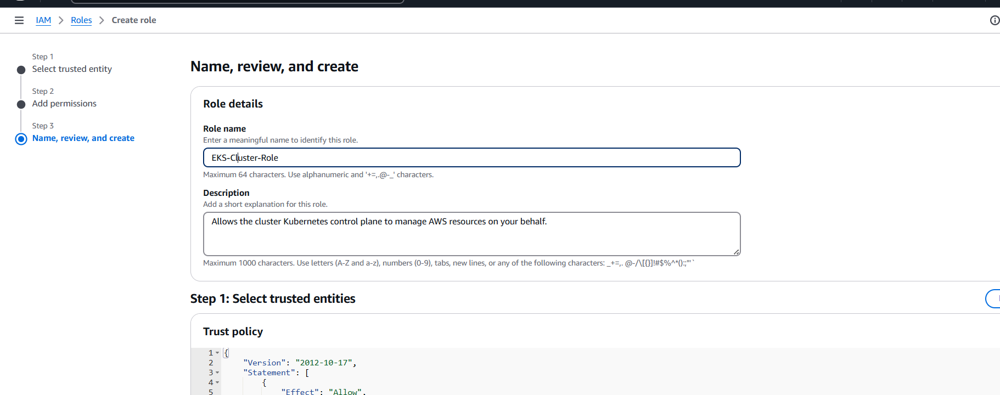 IAM > Roles > Create role
Step 1
Select trusted entity
Step 2
Add permissions
Step 3
Name, review, and create
Name, review, and create
Role details
Role name
Enter a meaningful name to identify this role.
EKS-Cluster-Role
Maximum 64 characters. Use alphanumeric and '+=,.@-_' characters.
Description
Add a short explanation for this role.
Allows the cluster Kubernetes control plane to manage AWS resources on your behalf.
Maximum 1000 characters. Use letters (A-Z and a-z), numbers (0-9), tabs, new lines, or any of the following characters: _+=,. @-/\[{}]!#$%^*();:"'`
Step 1: Select trusted entities
Trust policy
1 {
2 "Version": "2012-10-17",
3 "Statement": [
4 {
5 "Effect": "Allow",